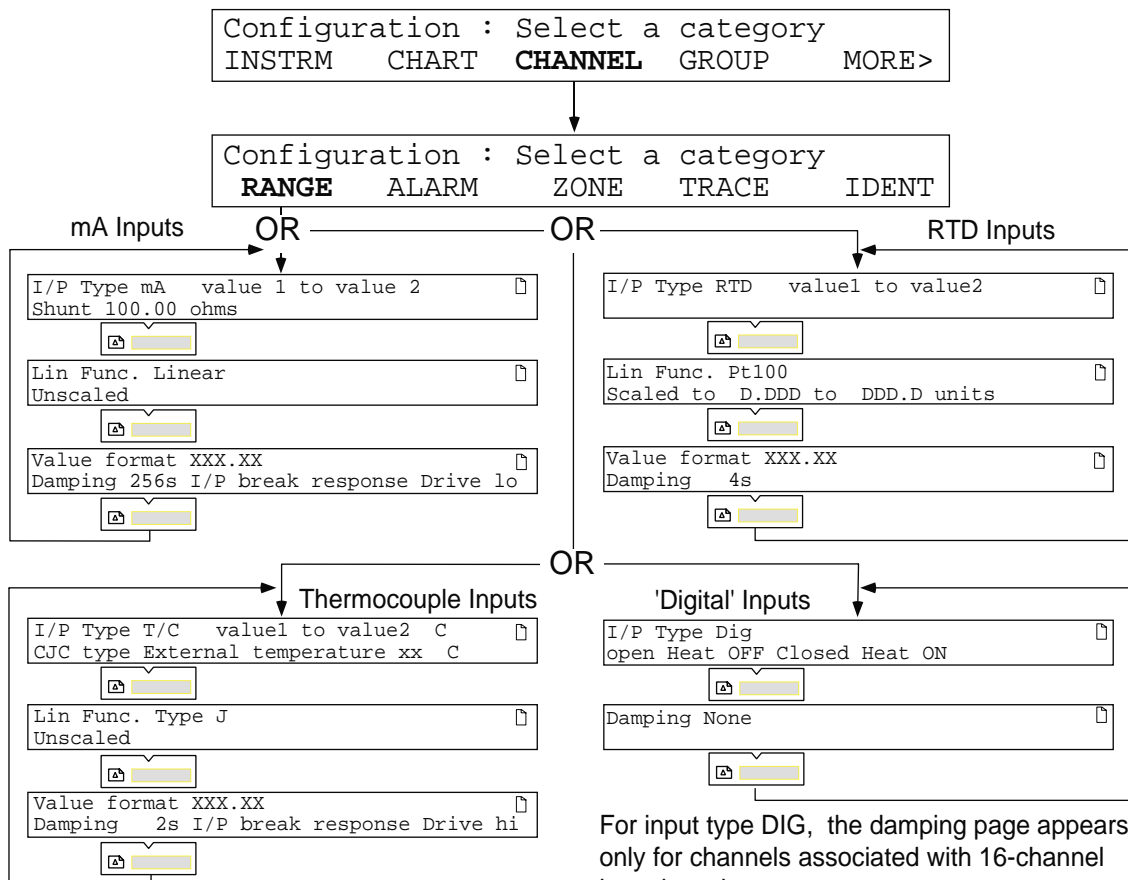 Configuration : Select a category
INSTRM CHART CHANNEL GROUP MORE>
Configuration : Select a category
RANGE ALARM ZONE TRACE IDENT
mA Inputs
OR
OR
RTD Inputs
I/P Type mA value 1 to value 2
Shunt 100.00 ohms
Lin Func. Linear
Unscaled
Value format XXX.XX
Damping 256s I/P break response Drive lo
I/P Type RTD value1 to value2
Lin Func. Pt100
Scaled to D.DDD to DDD.D units
Value format XXX.XX
Damping 4s
OR
Thermocouple Inputs
I/P Type T/C value1 to value2 C
CJC type External temperature xx C
Lin Func. Type J
Unscaled
Value format XXX.XX
Damping 2s I/P break response Drive hi
'Digital' Inputs
I/P Type Dig
open Heat OFF Closed Heat ON
Damping None
For input type DIG, the damping page appears
only for channels associated with 16-channel